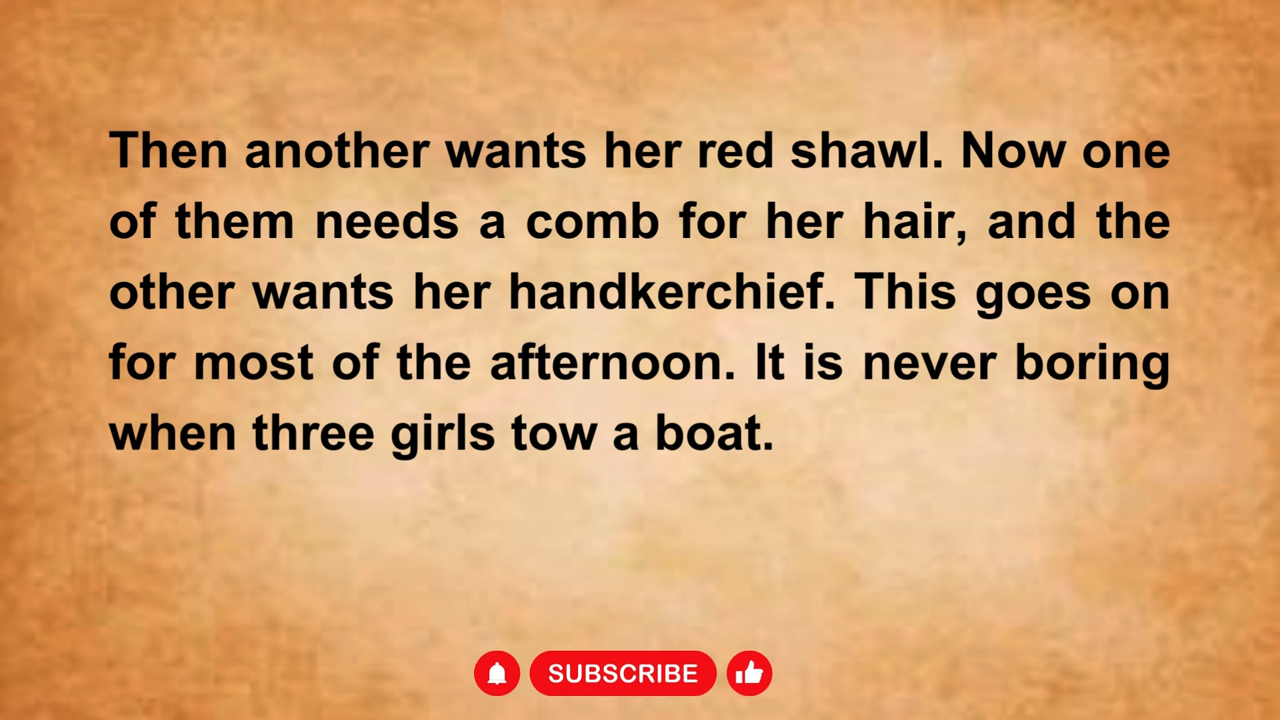 Then another wants her red shawl. Now one
of them needs a comb for her hair, and the
other wants her handkerchief. This goes on
for most of the afternoon. It is never boring
when three girls tow a boat.
SUBSCRIBE